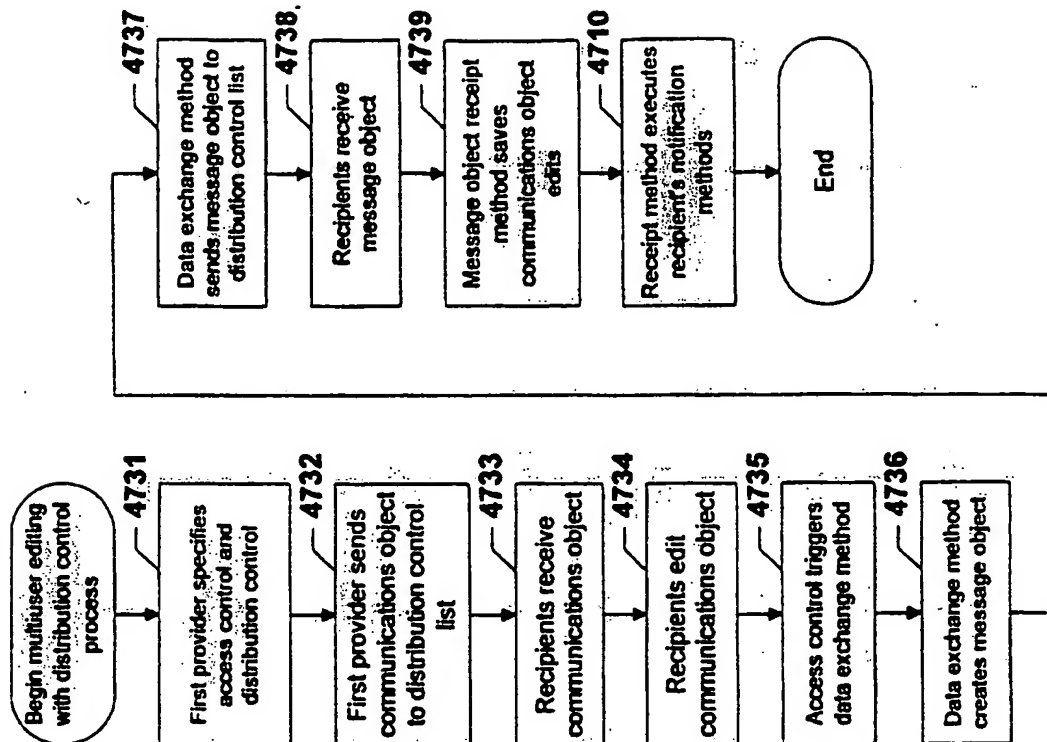 Begin multiuser editing
with distribution control
process
4731
First provider specifies
access control and
distribution control
4732
First provider sends
communications object
to distribution control
list
4733
Recipients receive
communications object
4734
Recipients edit
communications object
4735
Access control triggers
data exchange method
4736
Data exchange method
creates message object
4737
Data exchange method
sends message object to
distribution control list
4738.
Recipients receive
message object
4739
Message object receipt
method saves
communications object
edits
4710
Receipt method executes
recipient's notification
methods
End